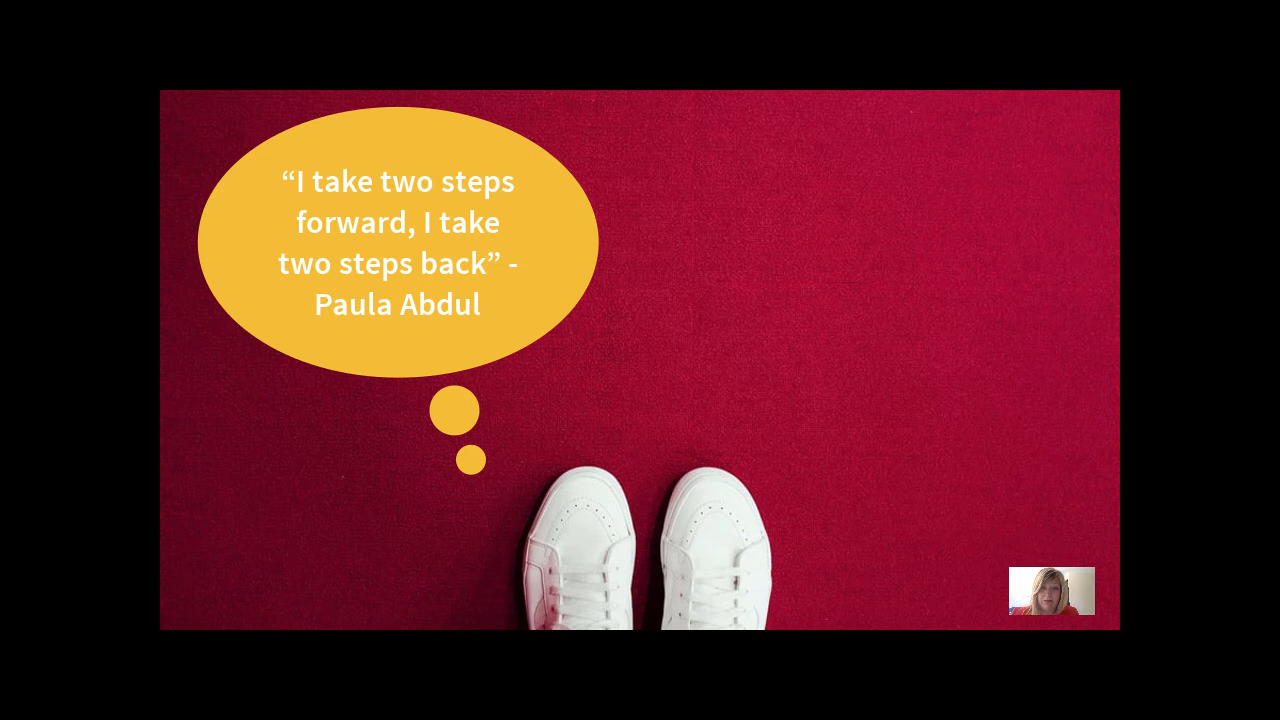 “I take two steps
forward, I take
two steps back” -
Paula Abdul